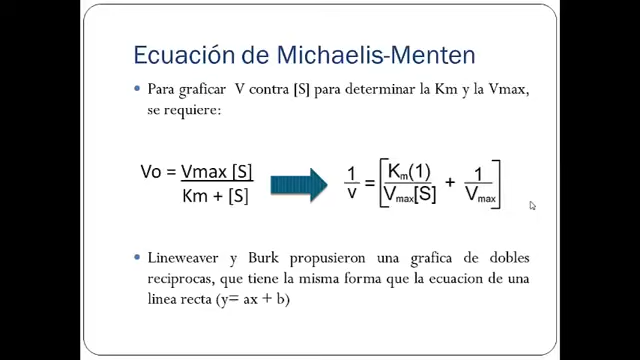 Ecuación de Michaelis-Menten
• Para graficar V contra [S] para determinar la Km y la Vmax,
se requiere:
Vo = Vmax [S]
Km + [S]
1/v = [Km(1)/Vmax[S] + 1/Vmax]
• Lineweaver y Burk propusieron una grafica de dobles
reciprocas, que tiene la misma forma que la ecuacion de una
linea recta (y= ax + b)